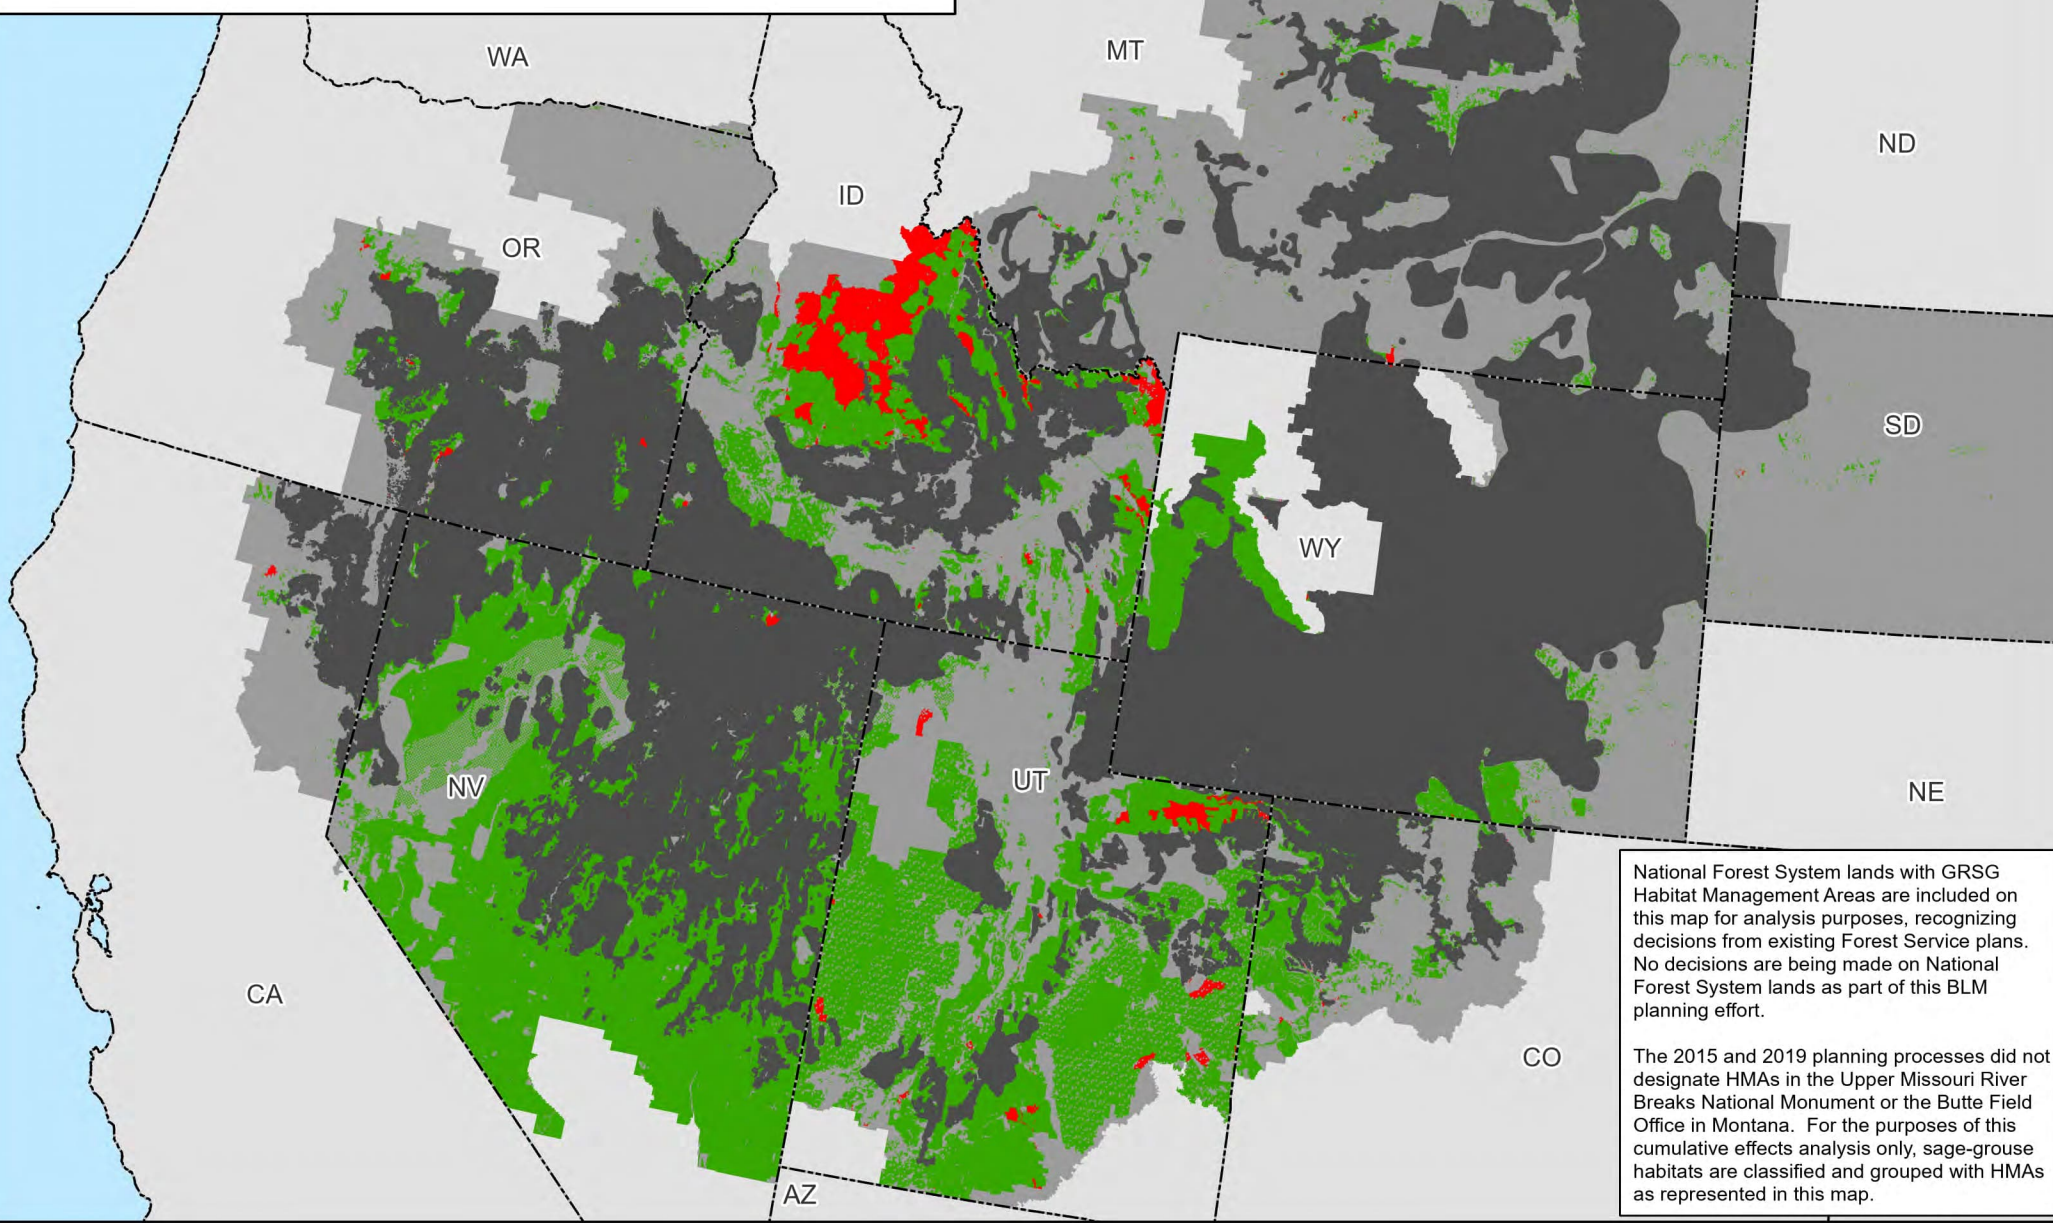 WA
MT
ND
ID
OR
SD
WY
NV
UT
NE
CA
CO
AZ
National Forest System lands with GRSG
Habitat Management Areas are included on
this map for analysis purposes, recognizing
decisions from existing Forest Service plans.
No decisions are being made on National
Forest System lands as part of this BLM
planning effort.
The 2015 and 2019 planning processes did not
designate HMAs in the Upper Missouri River
Breaks National Monument or the Butte Field
Office in Montana.  For the purposes of this
cumulative effects analysis only, sage-grouse
habitats are classified and grouped with HMAs
as represented in this map.